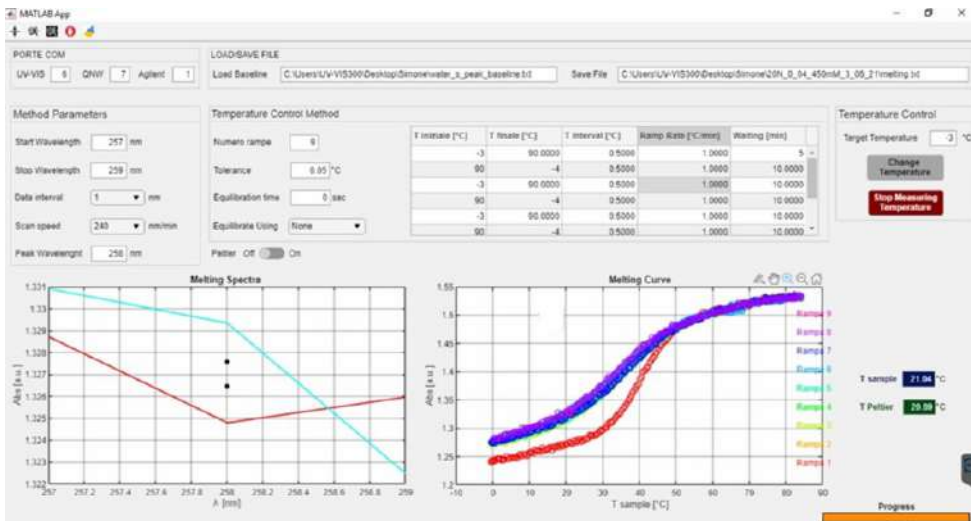 MATLAB App
PORTE COM
UV-VIS 6 QNW 7 Agilent 1
LOAD/SAVE FILE
Load Baseline C:\Users\UV-VIS300\Desktop\Simone\water_s_peak_baseline.txt
Save File C:\Users\UV-VIS300\Desktop\Simone\20N_0_04_450mM_3_05_21\melting.txt
Method Parameters
Start Wavelength 257 nm
Stop Wavelength 259 nm
Data interval 1 nm
Scan speed 240 nm/min
Peak Wavelenght 258 nm
Temperature Control Method
Numero rampe 9
Tolerance 0.05 °C
Equilibration time 0 sec
Equilibrate Using None
Peltier Off On
T iniziale [°C] T finale [°C] T interval [°C] Ramp Rate [°C/min] Waiting [min]
-3 90.0000 0.5000 1.0000 5
90 -4 0.5000 1.0000 10.0000
-3 90.0000 0.5000 1.0000 10.0000
90 -4 0.5000 1.0000 10.0000
-3 90.0000 0.5000 1.0000 10.0000
90 -4 0.5000 1.0000 10.0000
Temperature Control
Target Temperature -3 °C
Change
Temperature
Stop Measuring
Temperature
Melting Spectra
1.331
1.33
1.329
1.328
1.326
1.325
1.324
1.323
1.322
Abs [a.u.]
257 257.2 257.4 257.6 257.8 258 258.2 258.4 258.6 258.8 259
λ [nm]
Melting Curve
1.55
1.5
1.45
1.4
1.35
1.3
1.25
1.2
Abs [a.u.]
-10 0 10 20 30 40 50 60 70 80 90
T sample [°C]
Rampa 9
Rampa 8
Rampa 7
Rampa 6
Rampa 5
Rampa 4
Rampa 3
Rampa 2
Rampa 1
T sample 21.04 °C
T Peltier 20.09 °C
Progress